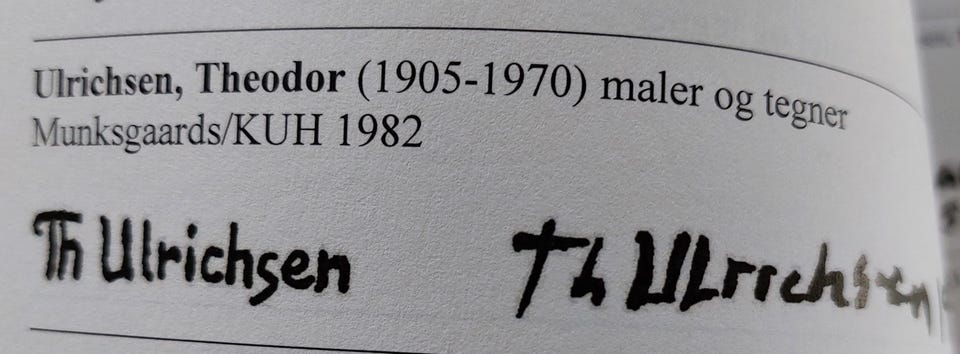 Ulrichsen, Theodor (1905-1970) maler og tegner
Munksgaards/KUH 1982
Th Ulrichsen Th Ulrichsen